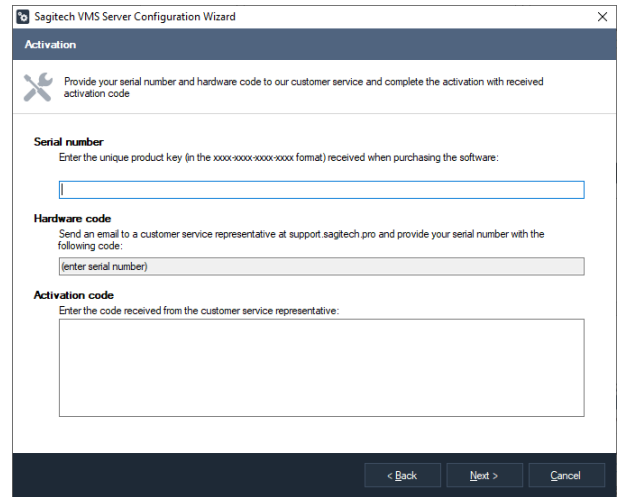 Sagitech VMS Server Configuration Wizard
Activation
Provide your serial number and hardware code to our customer service and complete the activation with received
activation code
Serial number
Enter the unique product key (in the xxxx-xxxx-xxxx-xxxx format) received when purchasing the software:
Hardware code
Send an email to a customer service representative at support.sagitech.pro and provide your serial number with the
following code:
(enter serial number)
Activation code
Enter the code received from the customer service representative:
< Back Next > Cancel